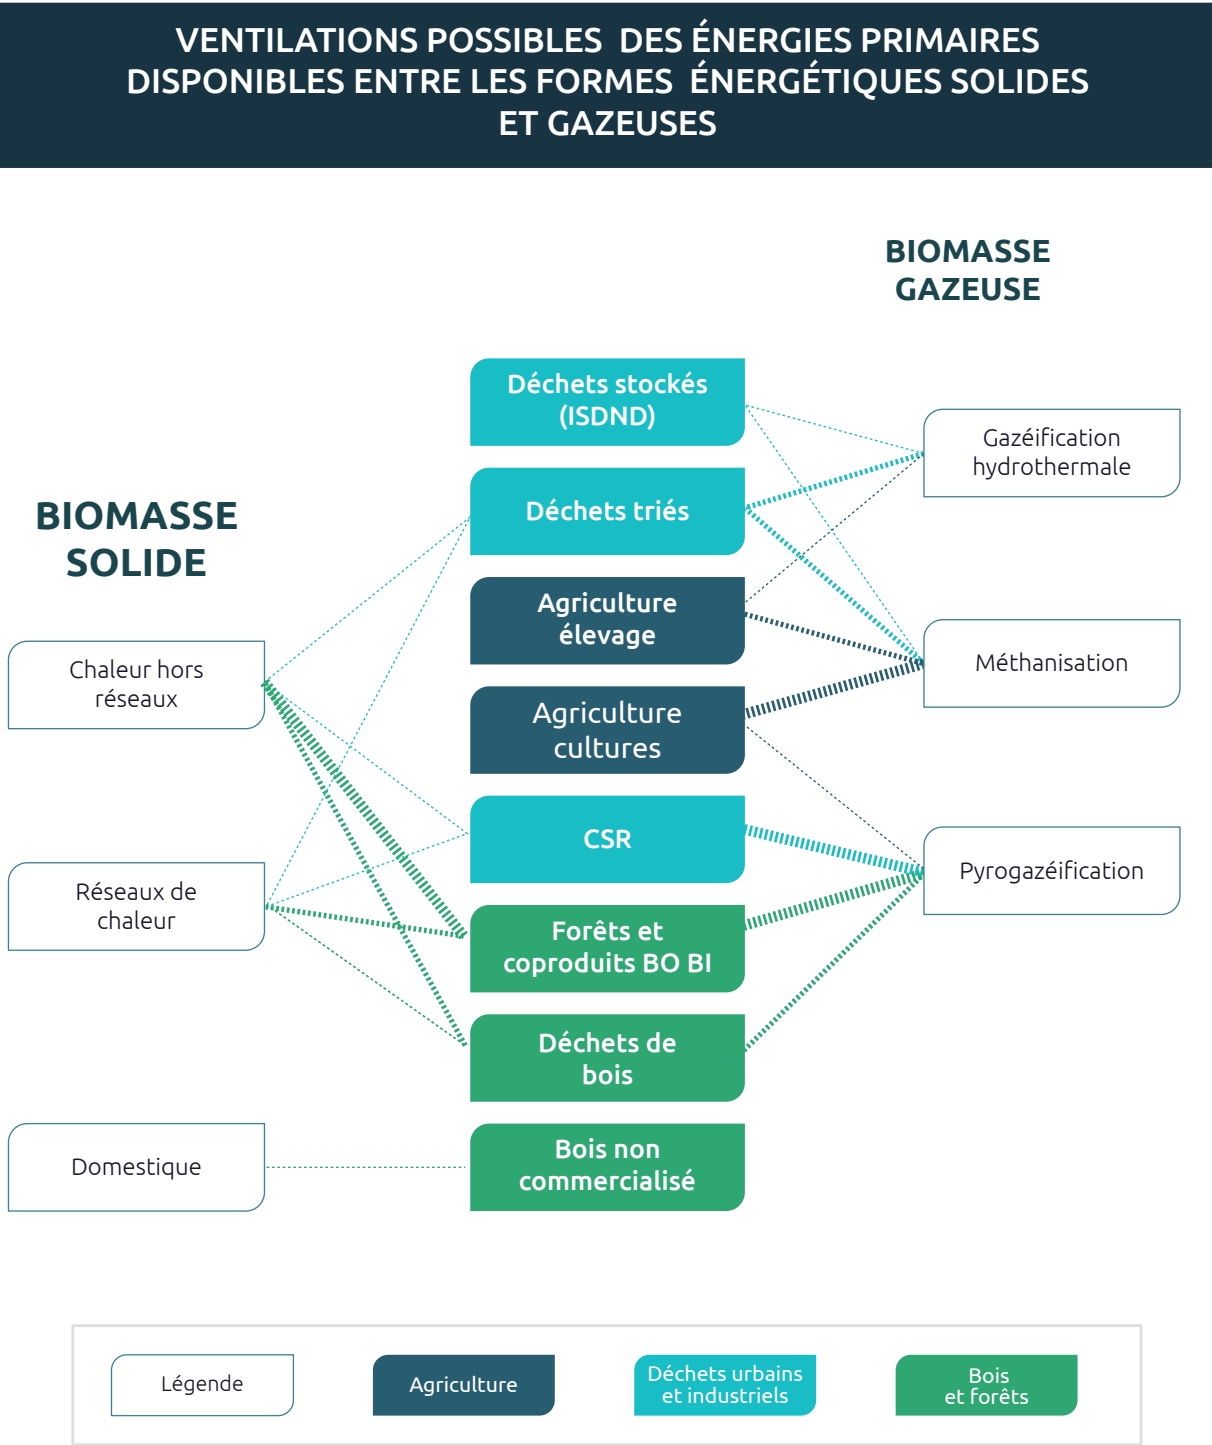 VENTILATIONS POSSIBLES DES ÉNERGIES PRIMAIRES
DISPONIBLES ENTRE LES FORMES ÉNERGÉTIQUES SOLIDES
ET GAZEUSES
BIOMASSE
GAZEUSE
BIOMASSE
SOLIDE
Déchets stockés
(ISDND)
Déchets triés
Agriculture
élevage
Agriculture
cultures
CSR
Forêts et
coproduits BO BI
Déchets de
bois
Bois non
commercialisé
Chaleur hors
réseaux
Réseaux de
chaleur
Domestique
Gazéification
hydrothermale
Méthanisation
Pyrogazéification
Légende
Agriculture
Déchets urbains
et industriels
Bois
et forêts